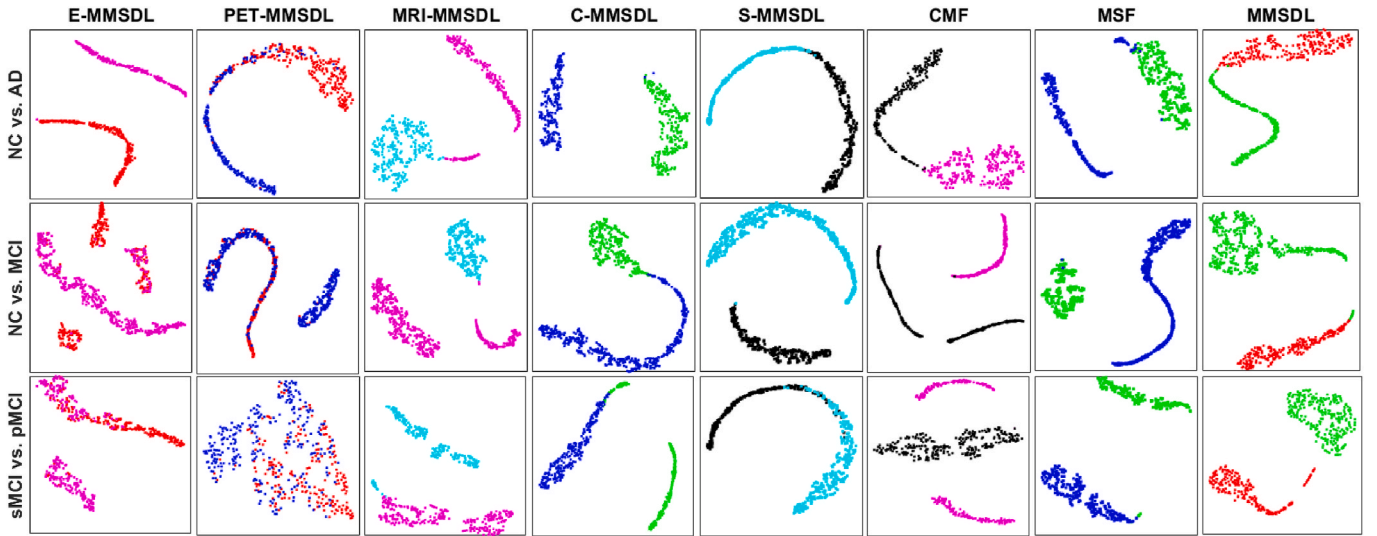 E-MMSDL PET-MMSDL MRI-MMSDL C-MMSDL S-MMSDL CMF MSF MMSDL
NC vs. AD
NC vs. MCI
sMCI vs. pMCI